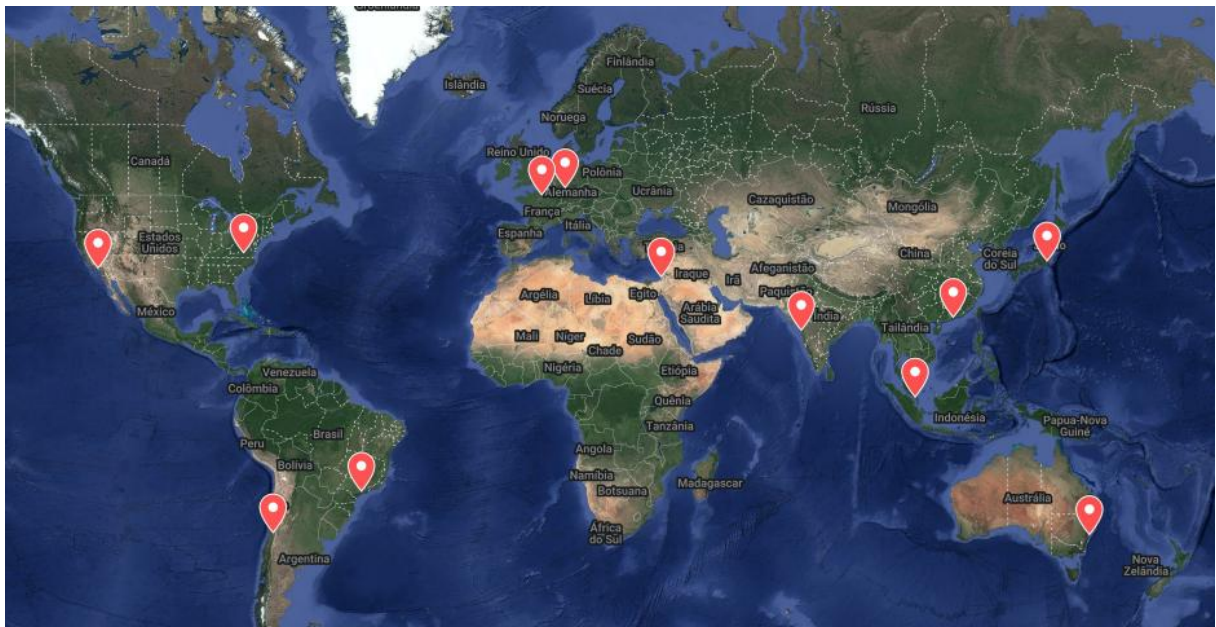 Islândia
Finlândia
Suécia
Noruega
Rússia
Canadá
Reino Unido
Polônia
Alemanha
Ucrânia
Cazaquistão
Mongólia
França
Itália
Espanha
Estados
Unidos
China
Coreia
do Sul
Iraque
Irã
Afeganistão
Argélia
Líbia
Egito
Arábia
Saudita
Índia
México
Tailândia
Mali
Níger
Chade
Sudão
Nigéria
Etiópia
Venezuela
Colômbia
Quênia
Tanzânia
Indonésia
Papua-Nova
Guiné
Brasil
Peru
Bolívia
Angola
Namíbia
Botsuana
Madagascar
Austrália
África
do Sul
Argentina
Nova
Zelândia